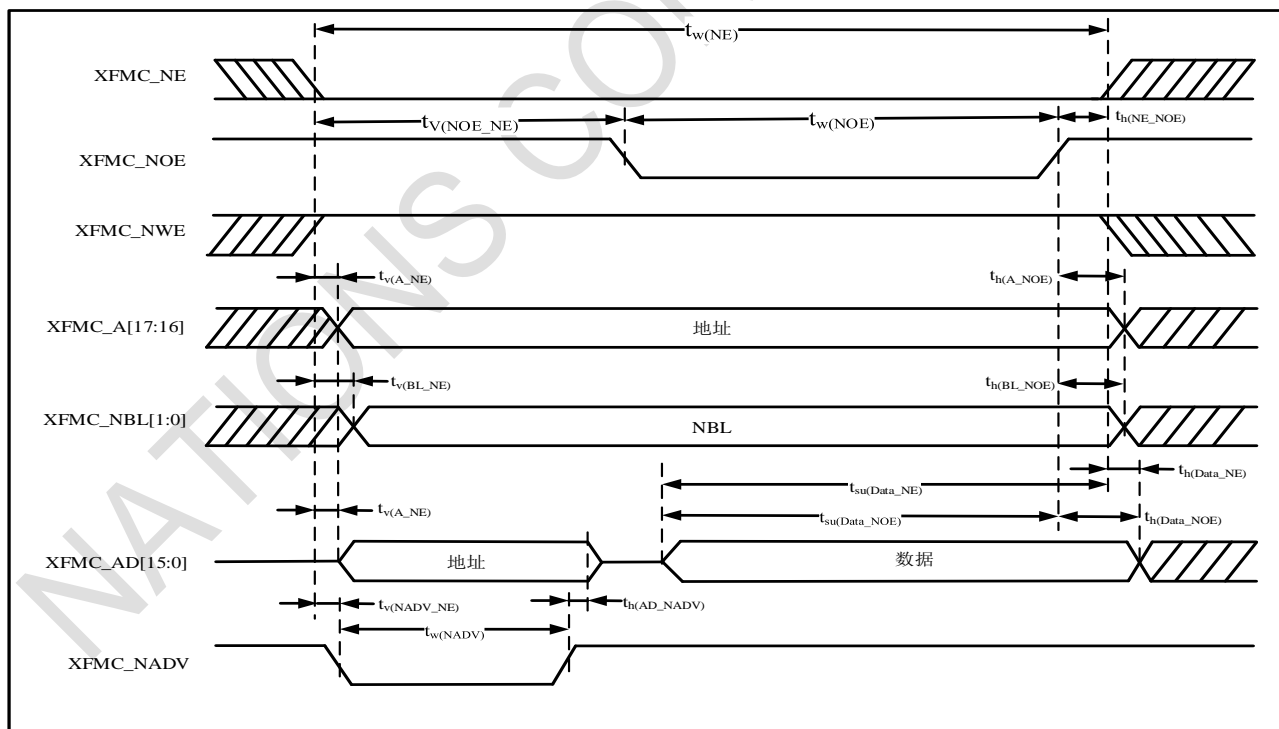 tw(NE)
XFMC_NE
tV(NOE_NE)
tw(NOE)
th(NE_NOE)
XFMC_NOE
XFMC_NWE
tv(A_NE)
th(A_NOE)
XFMC_A[17:16]
地址
tv(BL_NE)
th(BL_NOE)
XFMC_NBL[1:0]
NBL
th(Data_NE)
tsu(Data_NE)
tv(A_NE)
tsu(Data_NOE)
th(Data_NOE)
XFMC_AD[15:0]
地址
数据
tv(NADV_NE)
th(AD_NADV)
tw(NADV)
XFMC_NADV
NATIONS CON